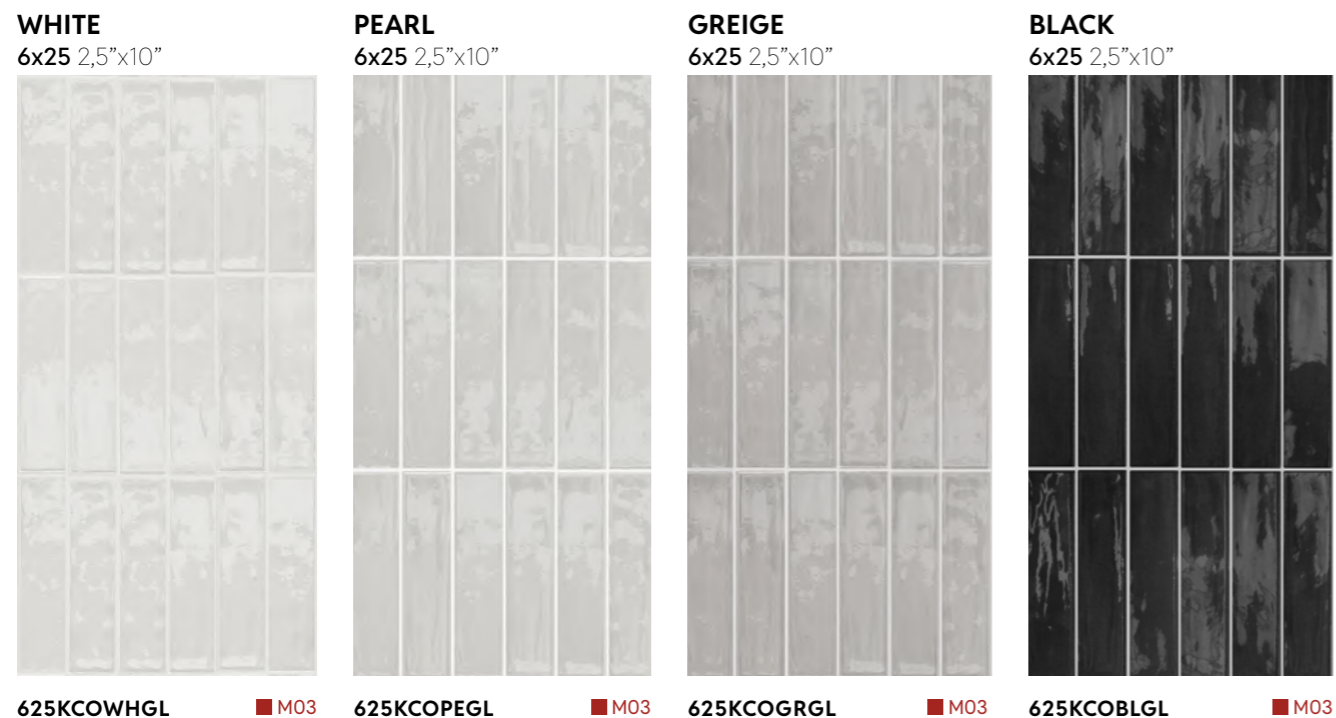 WHITE
6x25 2,5”x10”
PEARL
6x25 2,5”x10”
GREIGE
6x25 2,5”x10”
BLACK
6x25 2,5”x10”
625KCOWHGL M03
625KCOPEGL M03
625KCOGRGL M03
625KCOBLGL M03